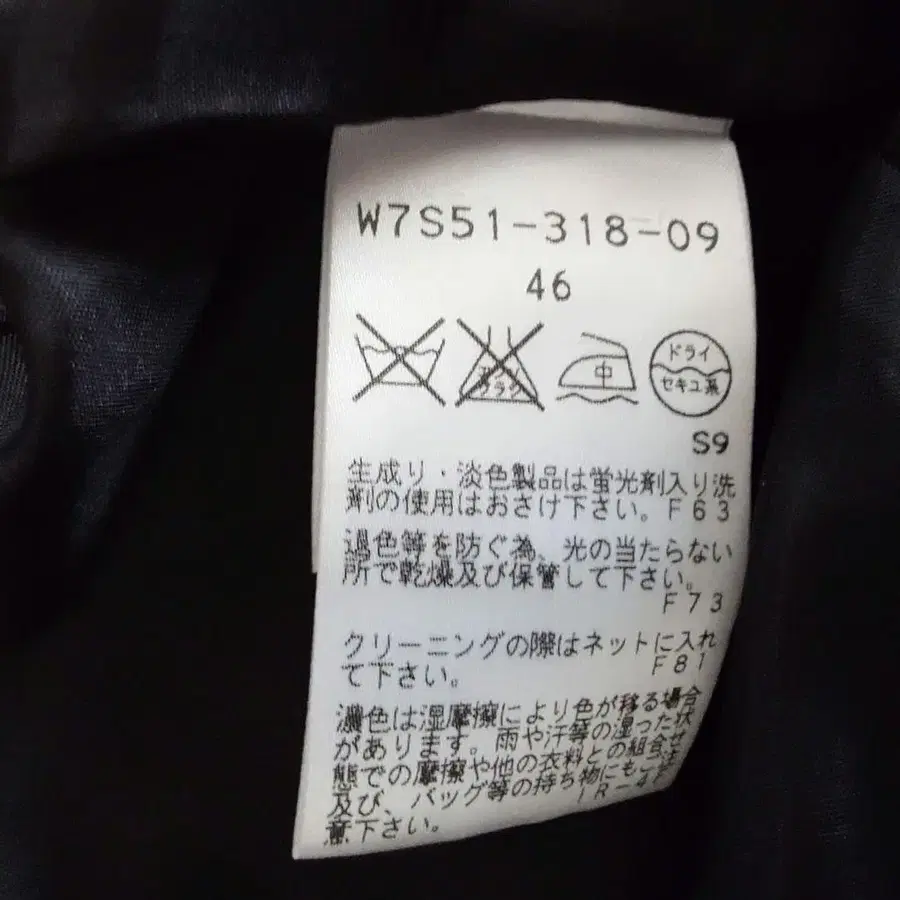 W7S51-318-09
46
中
ドライ
セキユ系
S9
生成り・淡色製品は蛍光剤入り洗
剤の使用はおさけ下さい。F63
退色等を防ぐ為、光の当たらない
所で乾燥及び保管して下さい。
F73
クリーニングの際はネットに入れ
て下さい。 F81
濃色は湿摩擦により色が移る場合
があります。雨や汗等の湿った状
態での摩擦や他の衣料との組合せ
及び、バッグ等の持ち物にもご注
意下さい。 IR-4